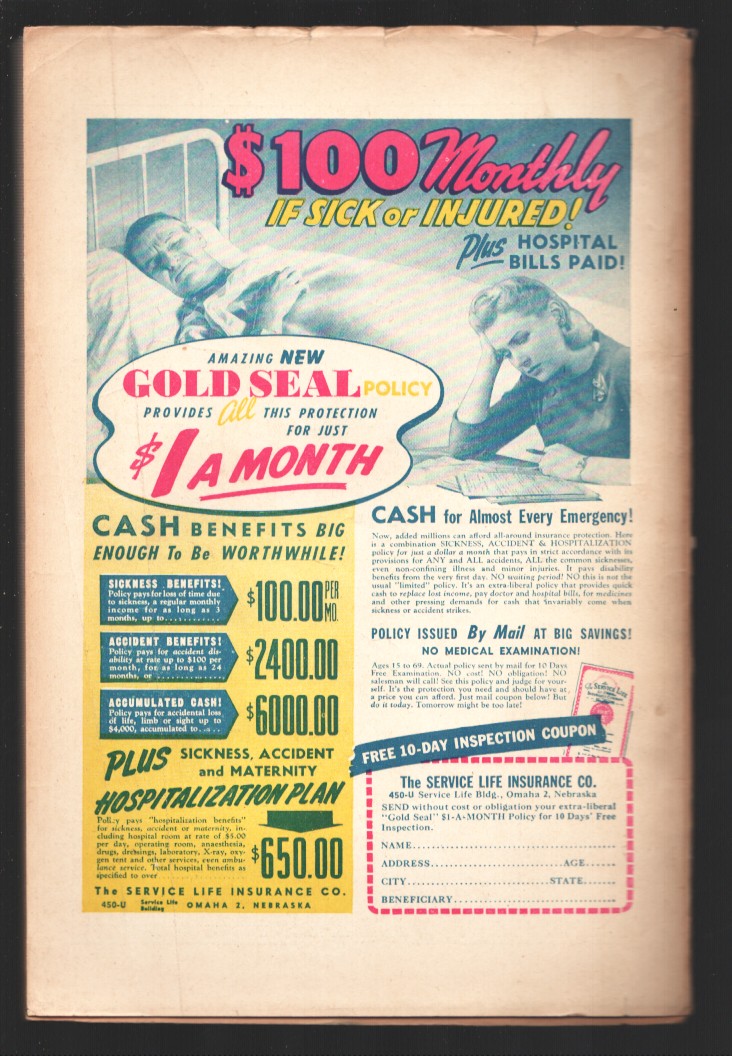 $100 Monthly
IF SICK or INJURED!
Plus HOSPITAL
BILLS PAID!
AMAZING NEW
GOLD SEAL POLICY
PROVIDES all THIS PROTECTION
FOR JUST
$1 A MONTH
CASH BENEFITS BIG
ENOUGH To Be WORTHWHILE!
SICKNESS BENEFITS!
Policy pays for loss of time due
to sickness, a regular monthly
income for as long as 3
months, up to...........
$100.00 PER
MO.
ACCIDENT BENEFITS!
Policy pays for accident dis-
ability at rate up to $100 per
month, for as long as 24
months, or ...............
$2400.00
ACCUMULATED CASH!
Policy pays for accidental loss
of life, limb or sight up to
$4,000, accumulated to.....
$6000.00
PLUS SICKNESS, ACCIDENT
and MATERNITY
HOSPITALIZATION PLAN
Policy pays "hospitalization benefits"
for sickness, accident or maternity, in-
cluding hospital room at rate of $5.00
per day, operating room, anaesthesia,
drugs, dressings, laboratory, X-ray, oxy-
gen tent and other services, even ambu-
lance service. Total hospital benefits as
specified to over ..................
$650.00
The SERVICE LIFE INSURANCE CO.
450-U Service Life
Building OMAHA 2, NEBRASKA
CASH for Almost Every Emergency!
Now, added millions can afford all-around insurance protection. Here
is a combination SICKNESS, ACCIDENT & HOSPITALIZATION
policy for just a dollar a month that pays in strict accordance with its
provisions for ANY and ALL accidents, ALL the common sicknesses,
even non-confining illness and minor injuries. It pays disability
benefits from the very first day. NO waiting period! NO this is not the
usual "limited" policy. It's an extra-liberal policy that provides quick
cash to replace lost income, pay doctor and hospital bills, for medicines
and other pressing demands for cash that invariably come when
sickness or accident strikes.
POLICY ISSUED By Mail AT BIG SAVINGS!
NO MEDICAL EXAMINATION!
Ages 15 to 69. Actual policy sent by mail for 10 Days
Free Examination. NO cost! NO obligation! NO
salesman will call! See this policy and judge for your-
self. It's the protection you need and should have at
a price you can afford. Just mail coupon below! But
do it today. Tomorrow might be too late!
The SERVICE LIFE
FREE 10-DAY INSPECTION COUPON
The SERVICE LIFE INSURANCE CO.
450-U Service Life Bldg., Omaha 2, Nebraska
SEND without cost or obligation your extra-liberal
"Gold Seal" $1-A-MONTH Policy for 10 Days' Free
Inspection.
NAME.......................................
ADDRESS.........................AGE......
CITY...........................STATE......
BENEFICIARY................................